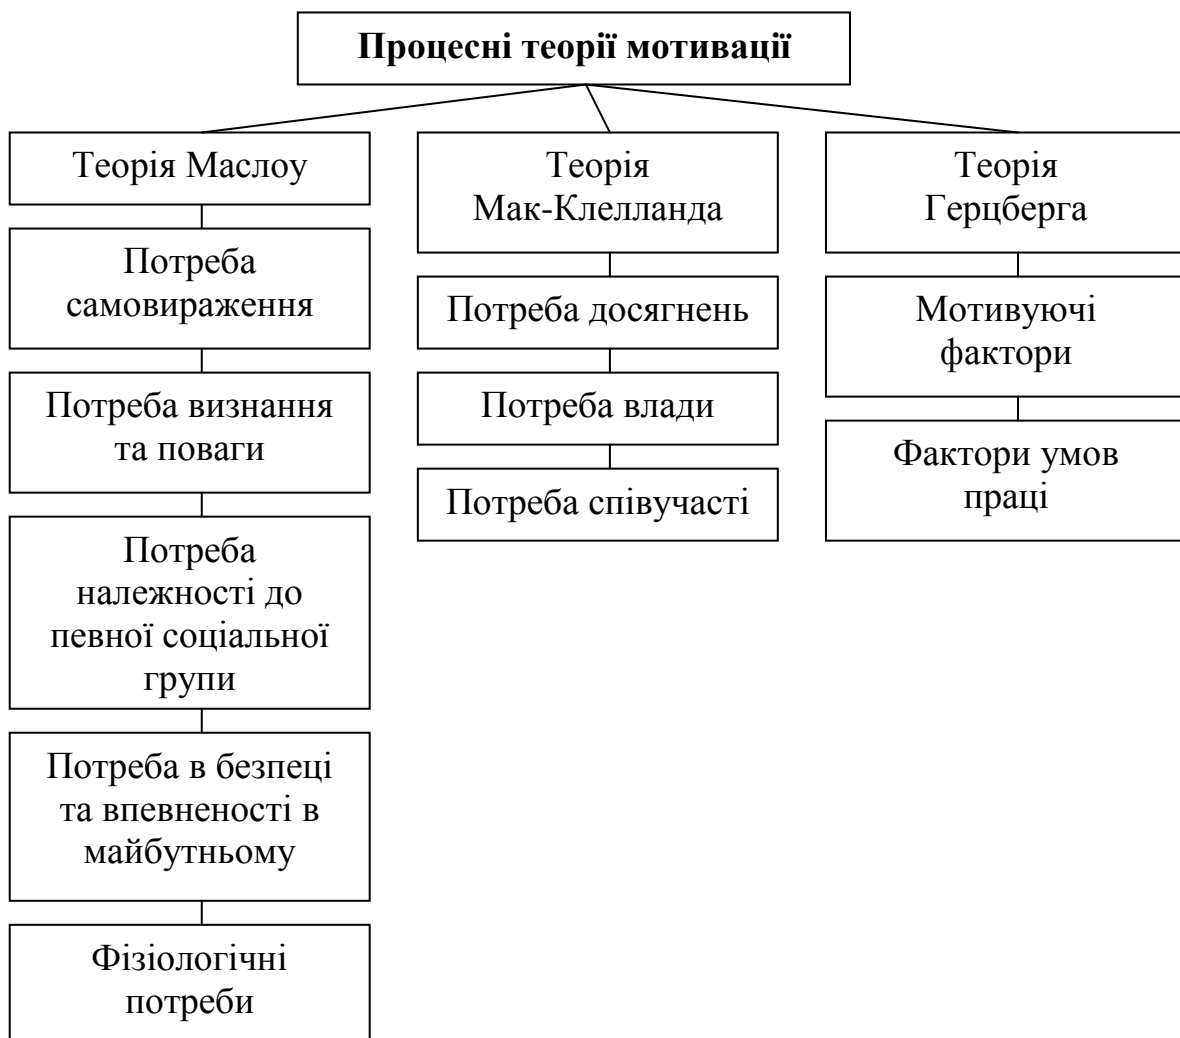 Процесні теорії мотивації
Теорія Маслоу
Потреба
самовираження
Потреба визнання
та поваги
Потреба
належності до
певної соціальної
групи
Потреба в безпеці
та впевненості в
майбутньому
Фізіологічні
потреби
Теорія
Мак-Клелланда
Потреба досягнень
Потреба влади
Потреба співучасті
Теорія
Герцберга
Мотивуючі
фактори
Фактори умов
праці